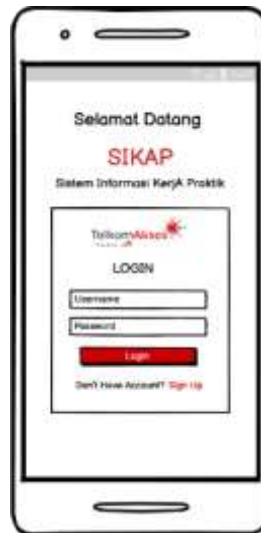 Selamat Datang
SIKAP
Sistem Informasi KerjA Praktik
TelkomAkses
LOGIN
Username
Password
Login
Don't Have Account? Sign Up